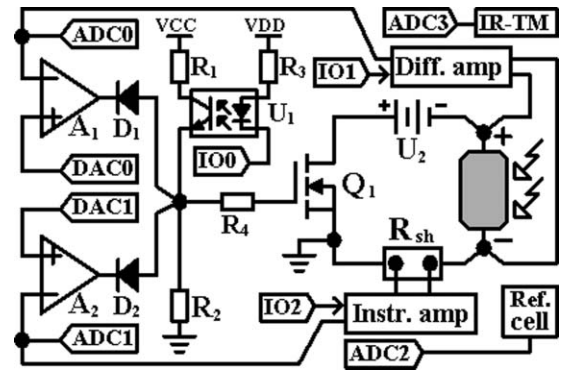 ADC0
VCC
VDD
ADC3
IR-TM
R1
R3
IO1
Diff. amp
+
A1
D1
U1
+
−
DAC0
IO0
U2
+
DAC1
Q1
R4
Rsh
−
+
A2
D2
R2
IO2
Instr. amp
Ref.
cell
ADC1
ADC2